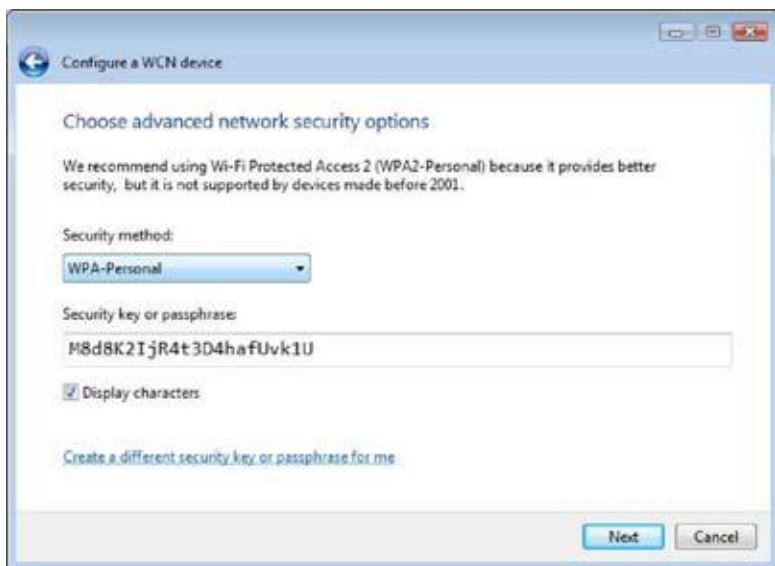 Configure a WCN device
Choose advanced network security options
We recommend using Wi-Fi Protected Access 2 (WPA2-Personal) because it provides better
security, but it is not supported by devices made before 2001.
Security method:
WPA-Personal
Security key or passphrase:
M8d8K2IjR4t3D4hafUvk1U
Display characters
Create a different security key or passphrase for me
Next Cancel